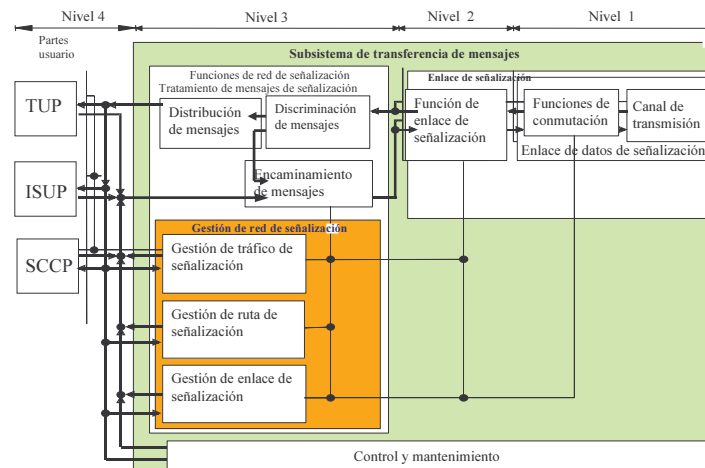 Nivel 4
Nivel 3
Nivel 2
Nivel 1
Partes
usuario
Subsistema de transferencia de mensajes
Funciones de red de señalización
Tratamiento de mensajes de señalización
Enlace de señalización
TUP
Distribución
de mensajes
Discriminación
de mensajes
Función de
enlace de
señalización
Funciones de
conmutación
Canal de
transmisión
Enlace de datos de señalización
ISUP
Encaminamiento
de mensajes
Gestión de red de señalización
SCCP
Gestión de tráfico de
señalización
Gestión de ruta de
señalización
Gestión de enlace de
señalización
Control y mantenimiento